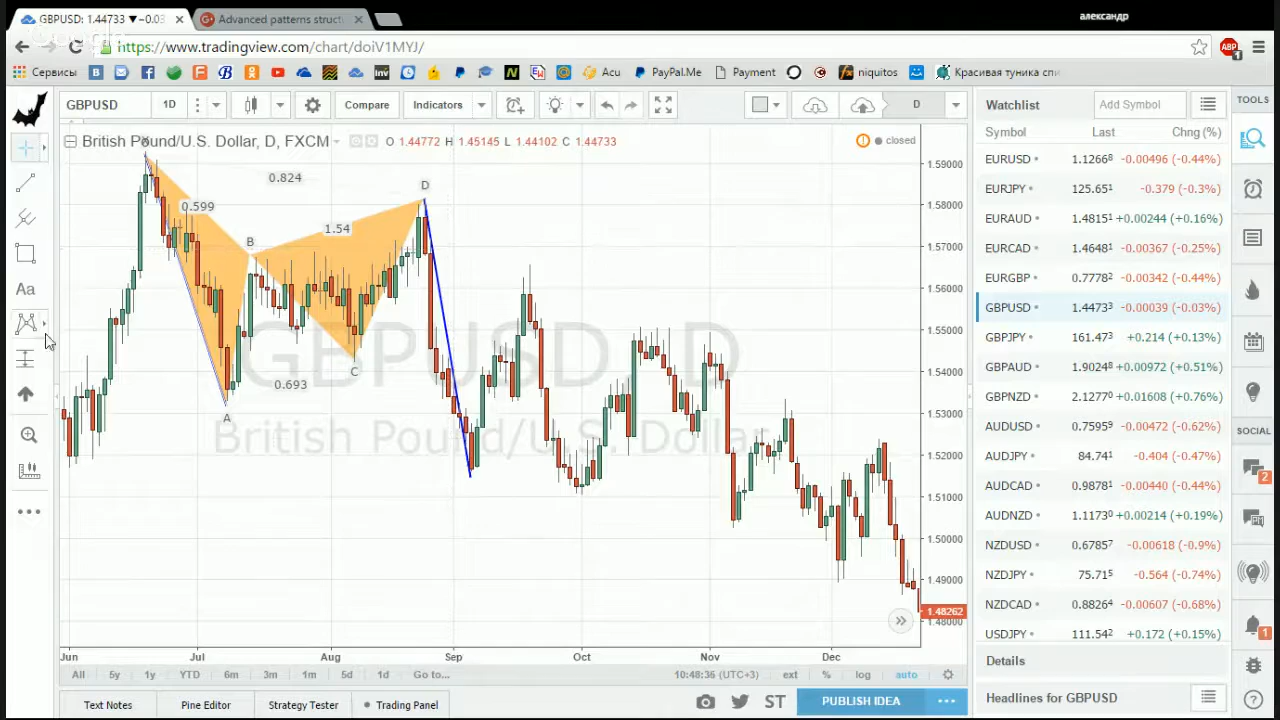 GBPUSD: 1.44733 ▼−0.03
Advanced patterns struct
александр
https://www.tradingview.com/chart/doiV1MYJ/
ABP
1
Сервисы
Inv
Acu
PayPal.Me
Payment
niquitos
Красивая туника спи
GBPUSD
1D
Compare
Indicators
D
British Pound/U.S. Dollar, D, FXCM
O 1.44772 H 1.45145 L 1.44102 C 1.44733
closed
0.824
0.599
1.54
0.693
X
B
D
A
C
GBPUSD, D
British Pound/U.S. Dollar
1.59000
1.58000
1.57000
1.56000
1.55000
1.54000
1.53000
1.52000
1.51000
1.50000
1.49000
1.48262
1.48000
Jun
Jul
Aug
Sep
Oct
Nov
Dec
All 5y 1y YTD 6m 3m 1m 5d 1d Go to...
10:48:36 (UTC+3)
ext % log auto
Text Notes
Pine Editor
Strategy Tester
Trading Panel
ST
PUBLISH IDEA
Aa
Watchlist
Add Symbol
Symbol Last Chng (%)
EURUSD 1.12668 -0.00496 (-0.44%)
EURJPY 125.651 -0.379 (-0.3%)
EURAUD 1.48151 +0.00244 (+0.16%)
EURCAD 1.46481 -0.00367 (-0.25%)
EURGBP 0.77782 -0.00342 (-0.44%)
GBPUSD 1.44733 -0.00039 (-0.03%)
GBPJPY 161.473 +0.214 (+0.13%)
GBPAUD 1.90248 +0.00972 (+0.51%)
GBPNZD 2.12770 +0.01608 (+0.76%)
AUDUSD 0.75959 -0.00472 (-0.62%)
AUDJPY 84.741 -0.404 (-0.47%)
AUDCAD 0.98781 -0.00440 (-0.44%)
AUDNZD 1.11730 +0.00214 (+0.19%)
NZDUSD 0.67857 -0.00618 (-0.9%)
NZDJPY 75.715 -0.564 (-0.74%)
NZDCAD 0.88264 -0.00607 (-0.68%)
USDJPY 111.542 +0.172 (+0.15%)
Details
Headlines for GBPUSD
TOOLS
SOCIAL
2
1